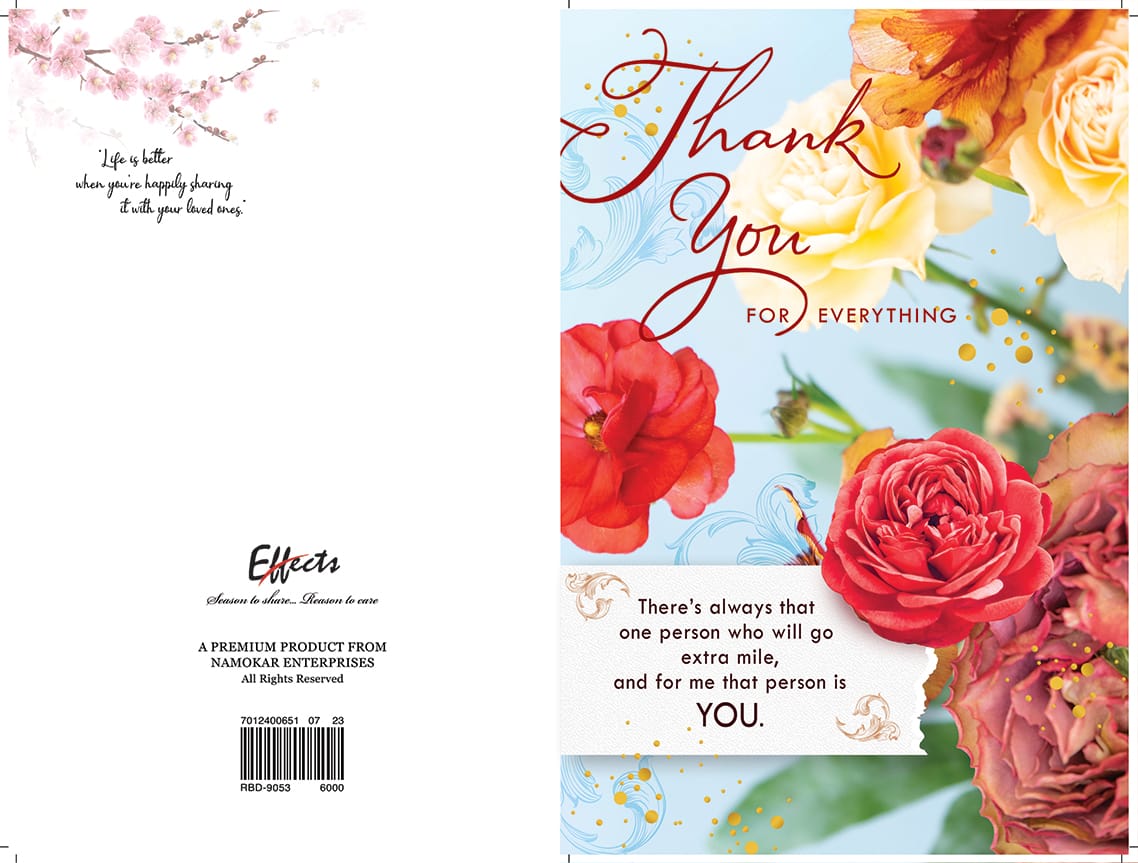 "Life is better
when you're happily sharing
it with your loved ones."
Effects
Season to share... Reason to care
A PREMIUM PRODUCT FROM
NAMOKAR ENTERPRISES
All Rights Reserved
7012400651 07 23
RBD-9053 6000
Thank
You
FOR EVERYTHING
There's always that
one person who will go
extra mile,
and for me that person is
YOU.